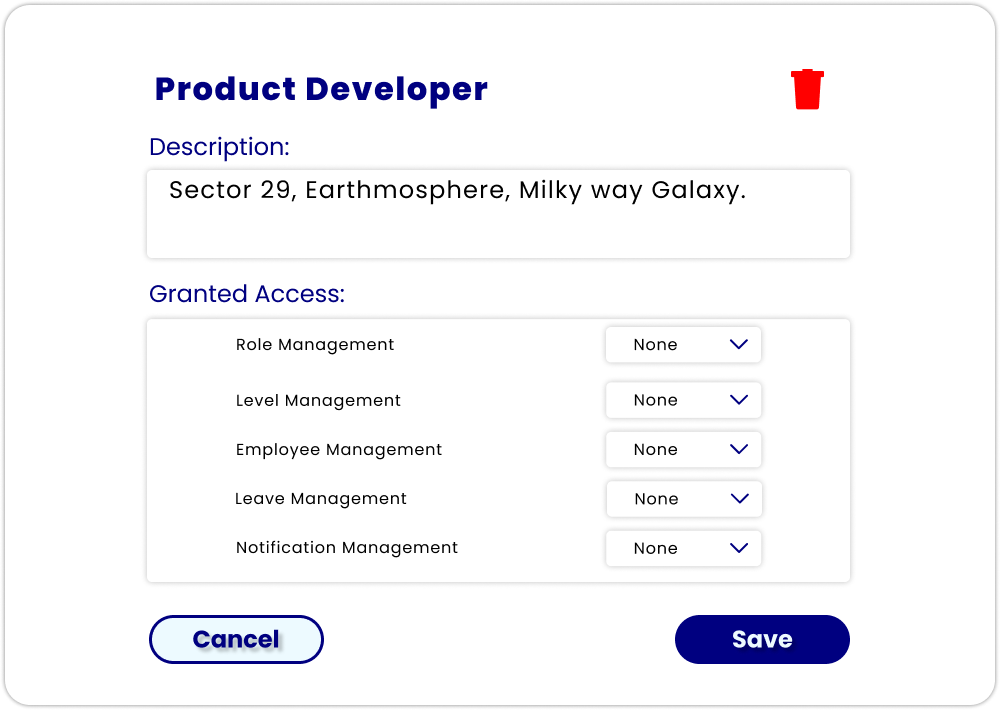 Product Developer
Description:
Sector 29, Earthmosphere, Milky way Galaxy.
Granted Access:
Role Management None
Level Management None
Employee Management None
Leave Management None
Notification Management None
Cancel Save